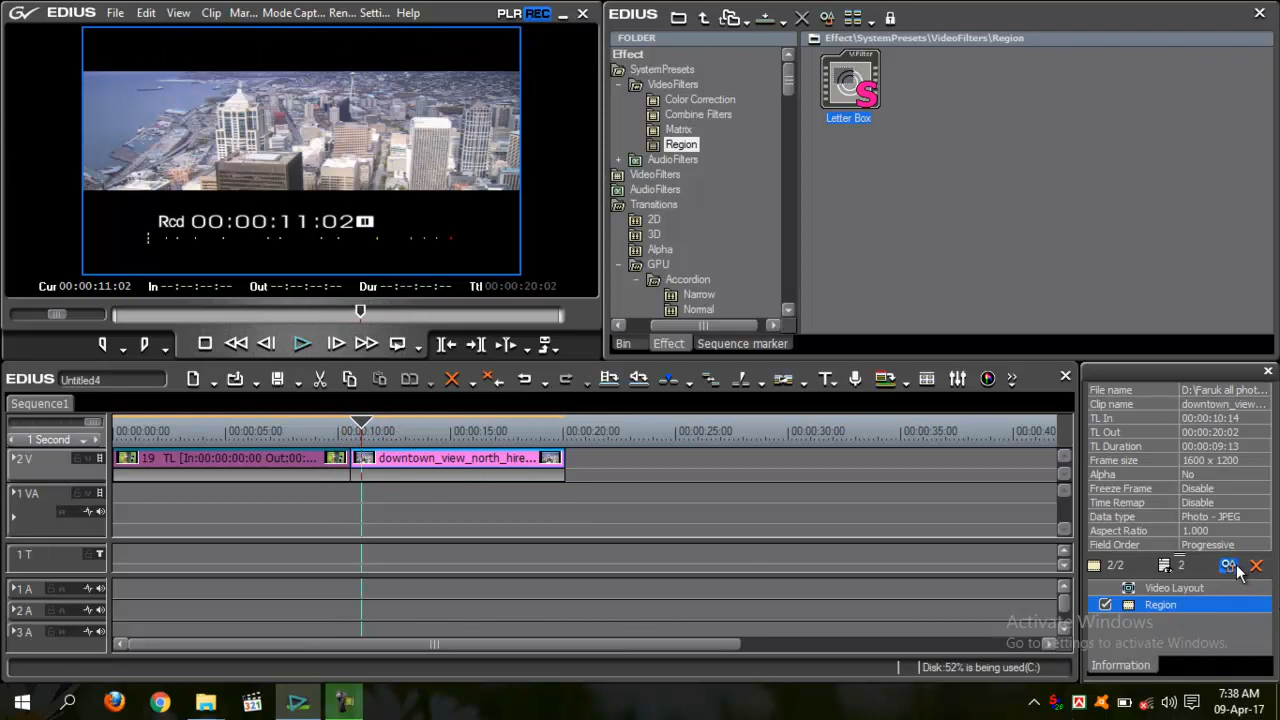 EDIUS File Edit View Clip Mar... Mode Capt... Ren... Setti... Help PLR REC
Rcd 00:00:11:02
Cur 00:00:11:02 In --:--:--:-- Out --:--:--:-- Dur --:--:--:-- Ttl 00:00:20:02
EDIUS
FOLDER
Effect\SystemPresets\VideoFilters\Region
Effect
SystemPresets
VideoFilters
Color Correction
Combine Filters
Matrix
Region
AudioFilters
VideoFilters
AudioFilters
Transitions
2D
3D
Alpha
GPU
Accordion
Narrow
Normal
V.Filter
S
Letter Box
Bin Effect Sequence marker
EDIUS Untitled4
Sequence1
1 Second
00:00:00:00 00:00:05:00 00:00:10:00 00:00:15:00 00:00:20:00 00:00:25:00 00:00:30:00 00:00:35:00 00:00:40
2 V 19 TL [In:00:00:00:00 Out:00:... downtown_view_north_hire...
1 VA
1 T T
1 A
2 A
3 A
Disk:52% is being used(C:)
File name D:\Faruk all phot...
Clip name downtown_view...
TL In 00:00:10:14
TL Out 00:00:20:02
TL Duration 00:00:09:13
Frame size 1600 x 1200
Alpha No
Freeze Frame Disable
Time Remap Disable
Data type Photo - JPEG
Aspect Ratio 1.000
Field Order Progressive
2/2 2
Video Layout
Region
Activate Windows
Go to Settings to activate Windows.
Information
321
7:38 AM
09-Apr-17